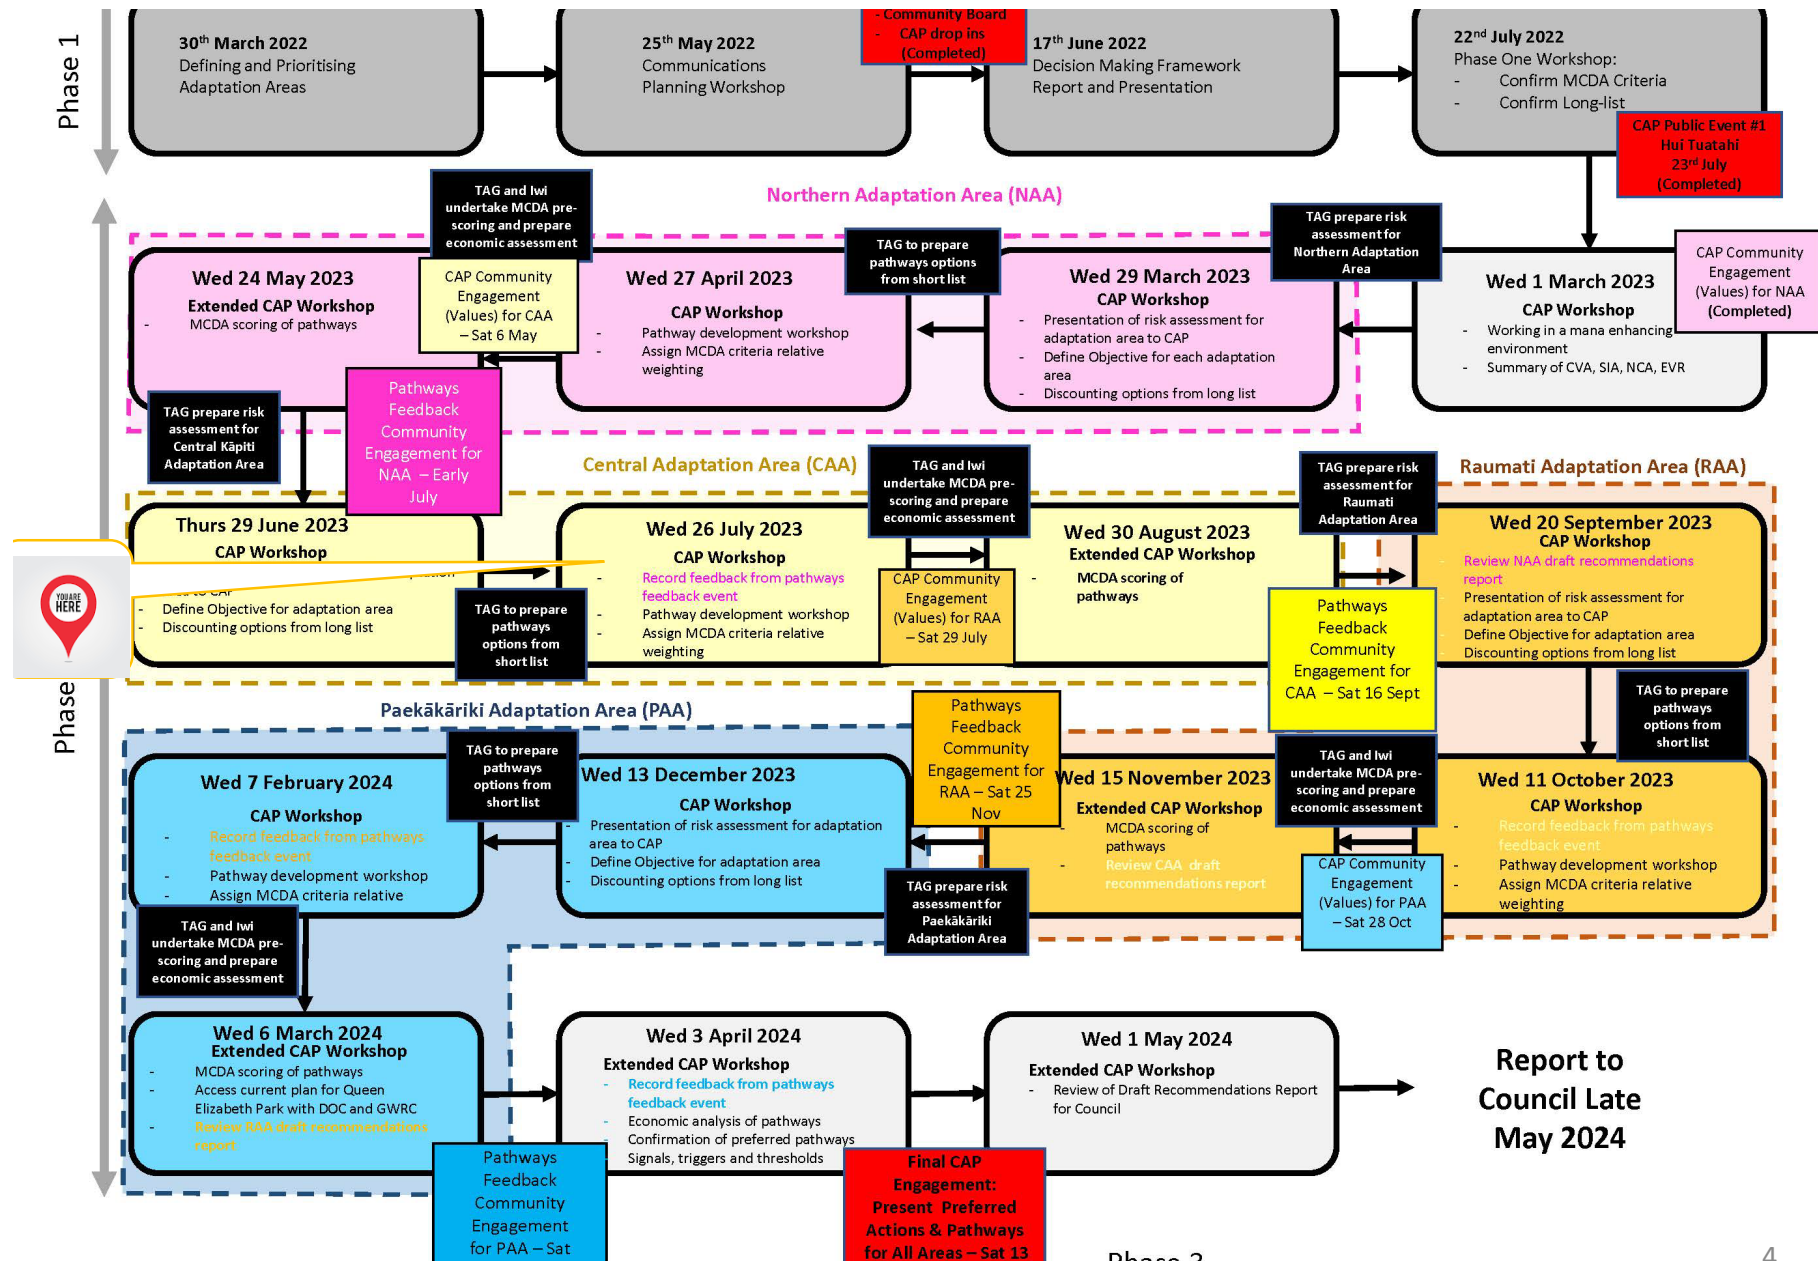 Phase 1
30th March 2022
Defining and Prioritising
Adaptation Areas
25th May 2022
Communications
Planning Workshop
- Community Board
- CAP drop ins
(Completed)
17th June 2022
Decision Making Framework
Report and Presentation
22nd July 2022
Phase One Workshop:
- Confirm MCDA Criteria
- Confirm Long-list
CAP Public Event #1
Hui Tuatahi
23rd July
(Completed)
Northern Adaptation Area (NAA)
TAG and Iwi
undertake MCDA pre-
scoring and prepare
economic assessment
TAG to prepare
pathways options
from short list
TAG prepare risk
assessment for
Northern Adaptation
Area
CAP Community
Engagement
(Values) for NAA
(Completed)
Wed 24 May 2023
Extended CAP Workshop
- MCDA scoring of pathways
CAP Community
Engagement
(Values) for CAA
– Sat 6 May
Wed 27 April 2023
CAP Workshop
- Pathway development workshop
- Assign MCDA criteria relative
weighting
Wed 29 March 2023
CAP Workshop
- Presentation of risk assessment for
adaptation area to CAP
- Define Objective for each adaptation
area
- Discounting options from long list
Wed 1 March 2023
CAP Workshop
- Working in a mana enhancing
environment
- Summary of CVA, SIA, NCA, EVR
TAG prepare risk
assessment for
Central Kāpiti
Adaptation Area
Pathways
Feedback
Community
Engagement for
NAA – Early
July
Central Adaptation Area (CAA)
TAG and Iwi
undertake MCDA pre-
scoring and prepare
economic assessment
TAG prepare risk
assessment for
Raumati
Adaptation Area
Raumati Adaptation Area (RAA)
Thurs 29 June 2023
CAP Workshop
to CAP
- Define Objective for adaptation area
- Discounting options from long list
YOU ARE
HERE
Phase
TAG to prepare
pathways
options from
short list
Wed 26 July 2023
CAP Workshop
- Record feedback from pathways
feedback event
- Pathway development workshop
- Assign MCDA criteria relative
weighting
CAP Community
Engagement
(Values) for RAA
– Sat 29 July
Wed 30 August 2023
Extended CAP Workshop
- MCDA scoring of
pathways
Pathways
Feedback
Community
Engagement for
CAA – Sat 16 Sept
Wed 20 September 2023
CAP Workshop
- Review NAA draft recommendations
report
- Presentation of risk assessment for
adaptation area to CAP
- Define Objective for adaptation area
- Discounting options from long list
TAG to prepare
pathways
options from
short list
Paekākāriki Adaptation Area (PAA)
Wed 7 February 2024
CAP Workshop
- Record feedback from pathways
feedback event
- Pathway development workshop
- Assign MCDA criteria relative
TAG to prepare
pathways
options from
short list
Wed 13 December 2023
CAP Workshop
- Presentation of risk assessment for adaptation
area to CAP
- Define Objective for adaptation area
- Discounting options from long list
Pathways
Feedback
Community
Engagement for
RAA – Sat 25
Nov
TAG prepare risk
assessment for
Paekākāriki
Adaptation Area
Wed 15 November 2023
Extended CAP Workshop
- MCDA scoring of
pathways
- Review CAA draft
recommendations report
TAG and Iwi
undertake MCDA pre-
scoring and prepare
economic assessment
CAP Community
Engagement
(Values) for PAA
– Sat 28 Oct
Wed 11 October 2023
CAP Workshop
- Record feedback from pathways
feedback event
- Pathway development workshop
- Assign MCDA criteria relative
weighting
TAG and Iwi
undertake MCDA pre-
scoring and prepare
economic assessment
Wed 6 March 2024
Extended CAP Workshop
- MCDA scoring of pathways
- Access current plan for Queen
Elizabeth Park with DOC and GWRC
- Review RAA draft recommendations
report
Pathways
Feedback
Community
Engagement
for PAA – Sat
Wed 3 April 2024
Extended CAP Workshop
- Record feedback from pathways
feedback event
- Economic analysis of pathways
- Confirmation of preferred pathways
- Signals, triggers and thresholds
Final CAP
Engagement:
Present Preferred
Actions & Pathways
for All Areas – Sat 13
Wed 1 May 2024
Extended CAP Workshop
- Review of Draft Recommendations Report
for Council
Report to
Council Late
May 2024
Phase 3
4